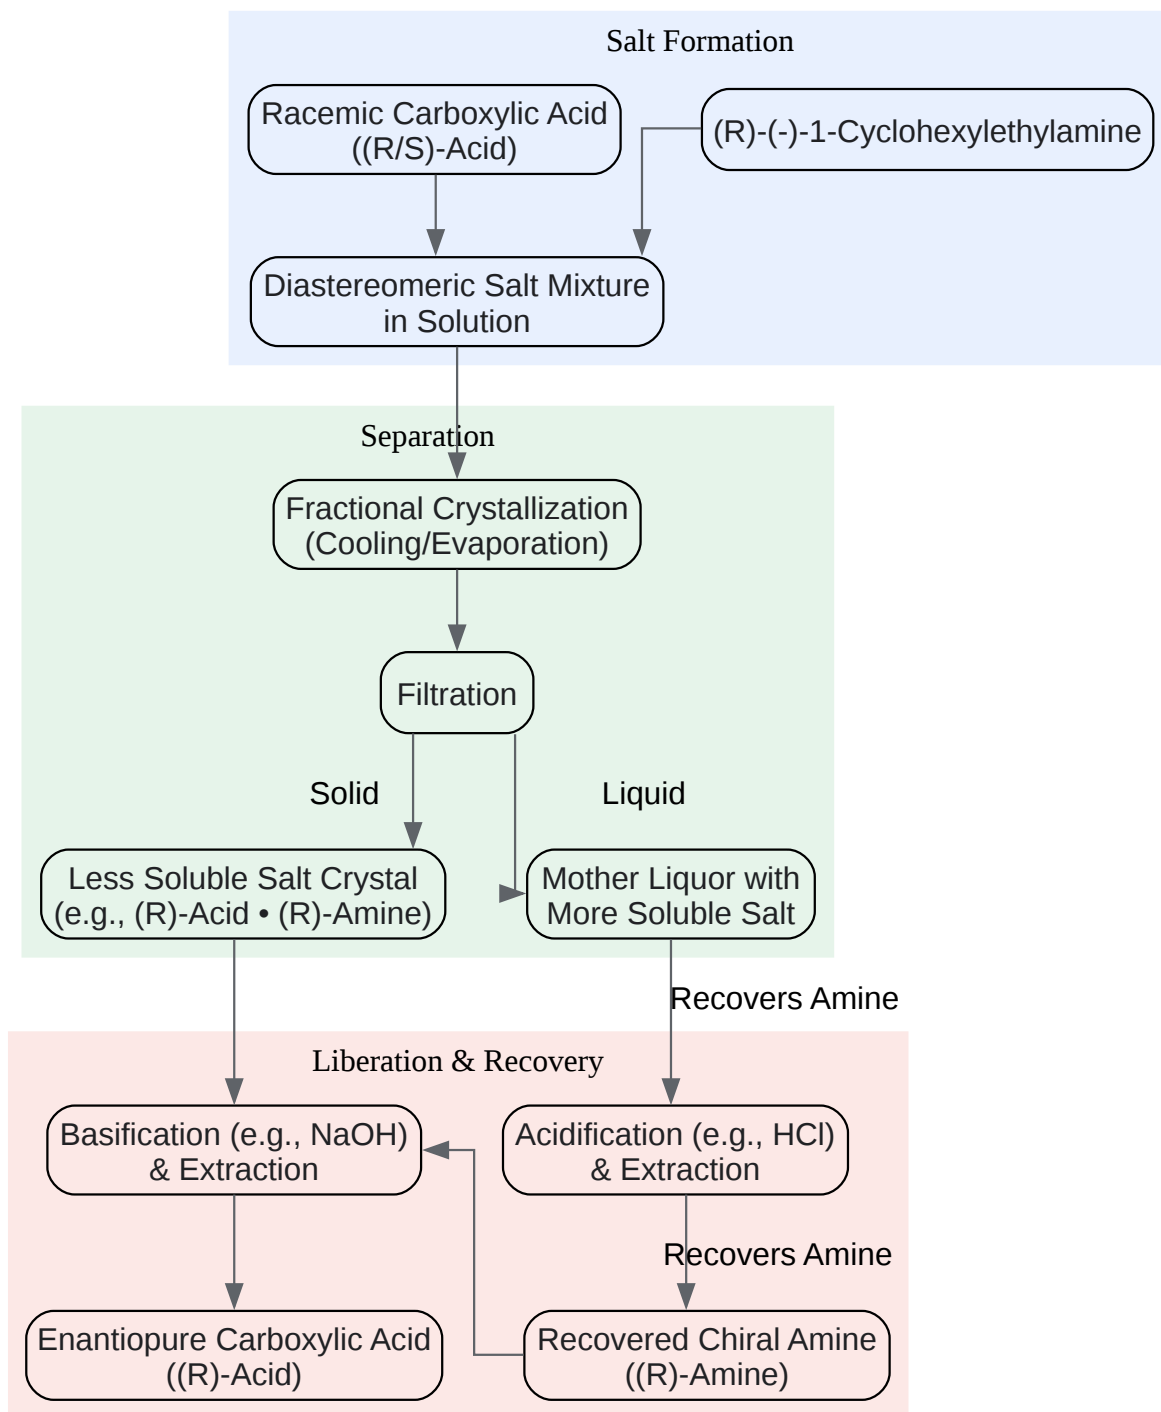 Salt Formation
Racemic Carboxylic Acid
((R/S)-Acid)
(R)-(-)-1-Cyclohexylethylamine
Diastereomeric Salt Mixture
in Solution
Separation
Fractional Crystallization
(Cooling/Evaporation)
Filtration
Solid
Liquid
Less Soluble Salt Crystal
(e.g., (R)-Acid • (R)-Amine)
Mother Liquor with
More Soluble Salt
Recovers Amine
Liberation & Recovery
Basification (e.g., NaOH)
& Extraction
Acidification (e.g., HCl)
& Extraction
Recovers Amine
Enantiopure Carboxylic Acid
((R)-Acid)
Recovered Chiral Amine
((R)-Amine)